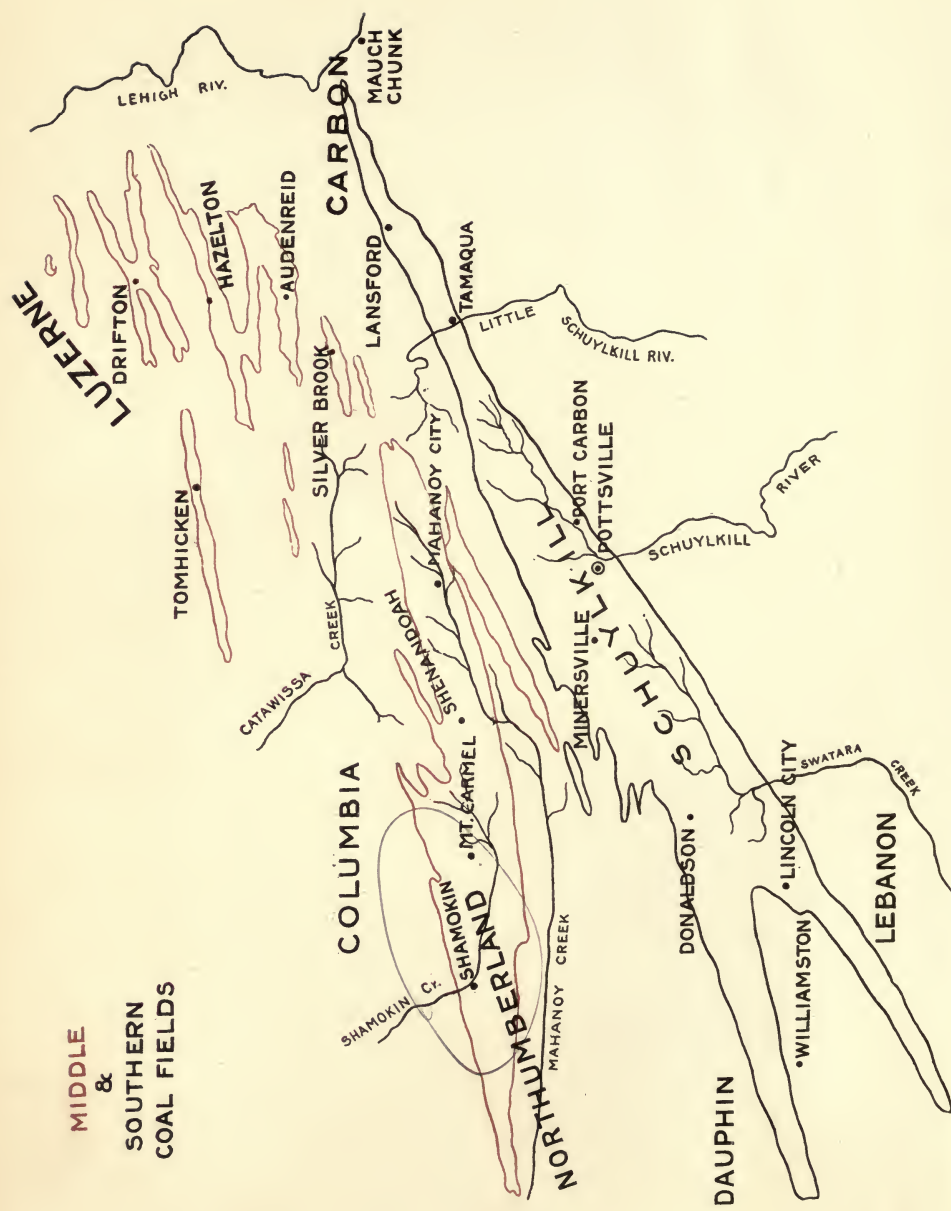 MIDDLE
&
SOUTHERN
COAL FIELDS
LUZERNE
LEHIGH RIV.
DRIFTON
HAZELTON
AUDENREID
TOMHICKEN
SILVER BROOK
CARBON
MAUCH
CHUNK
LANSFORD
TAMAQUA
LITTLE
SCHUYLKILL RIV.
CATAWISSA
CREEK
MAHANOY CITY
SHENANDOAH
PORT CARBON
POTTSVILLE
SCHUYLKILL
RIVER
MINERSVILLE
SCHUYLKILL
COLUMBIA
MT. CARMEL
SHAMOKIN
SHAMOKIN Cr.
NORTHUMBERLAND
MAHANOY CREEK
DONALDSON
LINCOLN CITY
SWATARA
CREEK
WILLIAMSTON
LEBANON
DAUPHIN